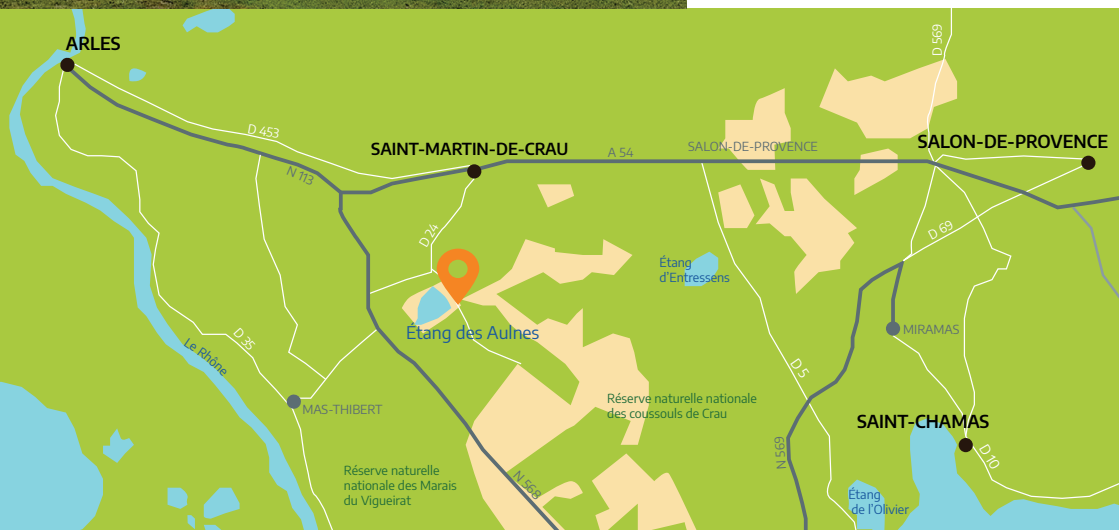 D 569
ARLES
D 453
SAINT-MARTIN-DE-CRAU
A 54
SALON-DE-PROVENCE
SALON-DE-PROVENCE
N 113
D 24
D 69
Étang
d'Entressens
Étang des Aulnes
MIRAMAS
D 35
Le Rhône
D 5
MAS-THIBERT
Réserve naturelle nationale
des coussouls de Crau
SAINT-CHAMAS
N 569
D 10
Réserve naturelle
nationale des Marais
du Vigueirat
N 568
Étang
de l'Olivier